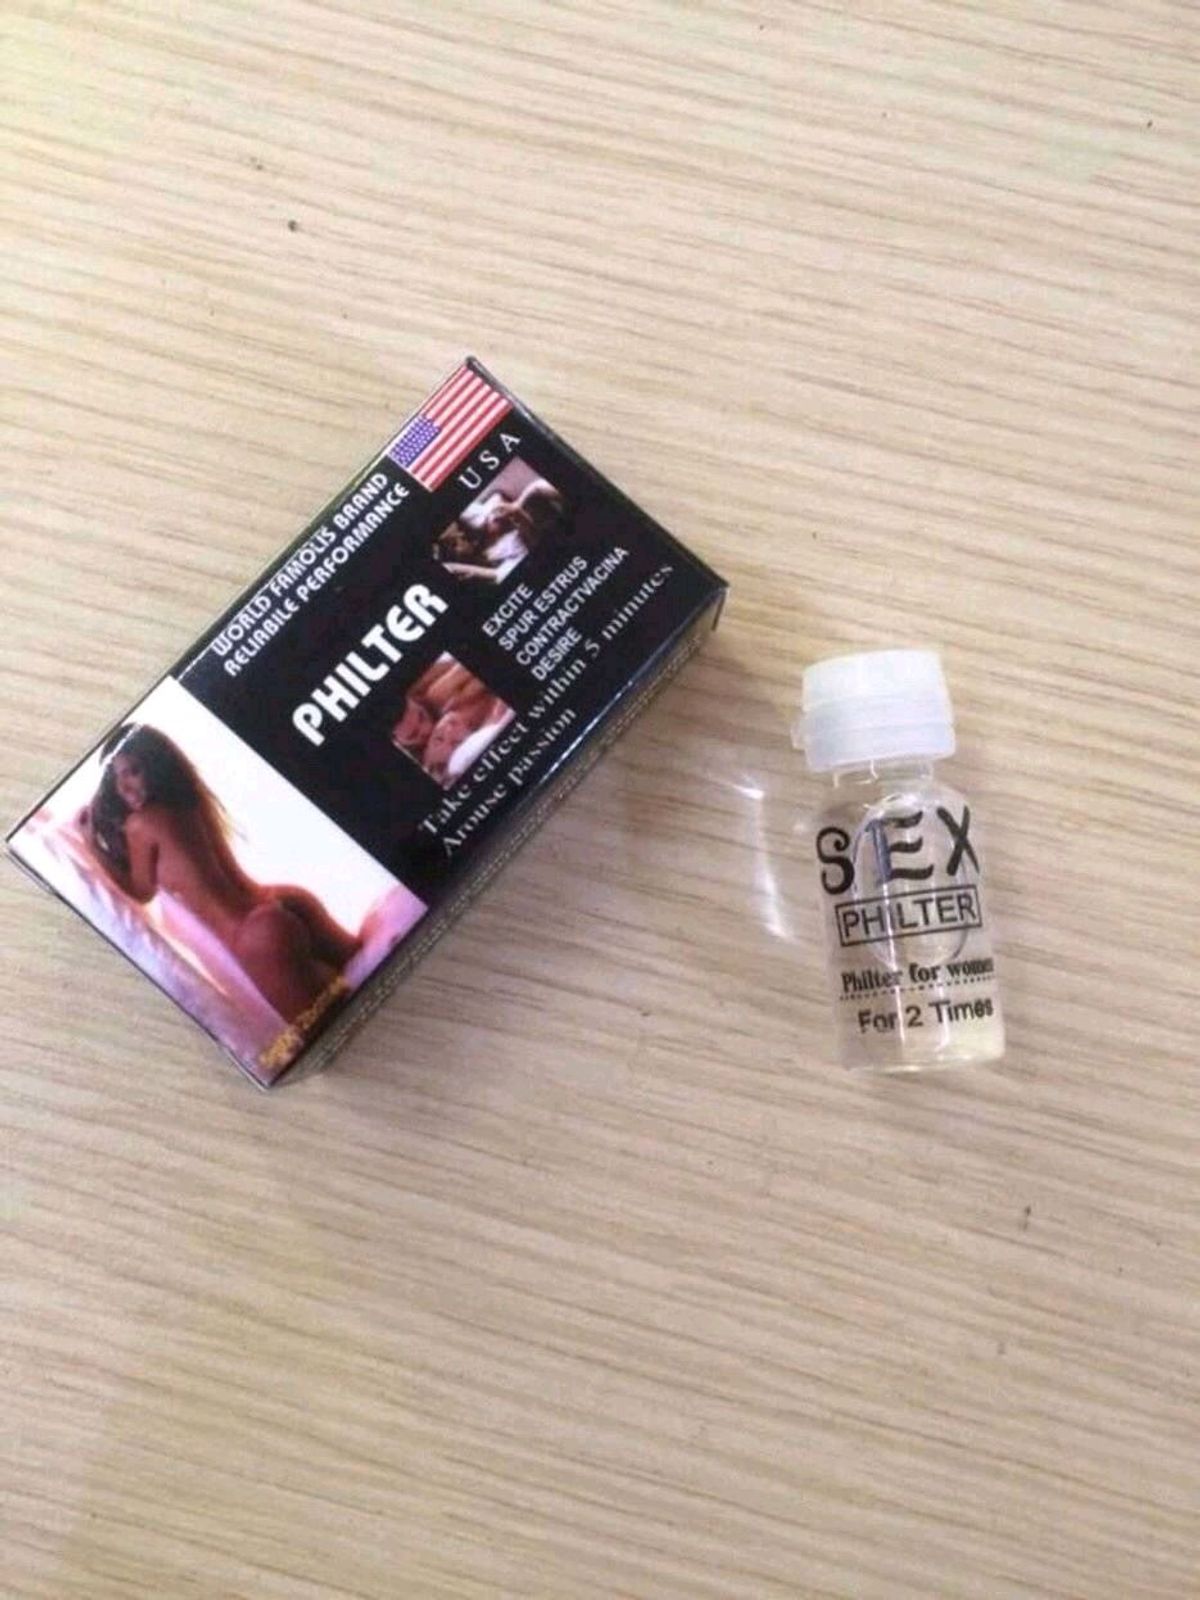 WORLD FAMOUS BRAND
RELIABILE PERFORMANCE
USA
PHILTER
EXCITE
SPUR ESTRUS
CONTRACTVACINA
DESIRE
Take effect within 5 minutes
Arouse passion
SEX
PHILTER
Philter for women
For 2 Times